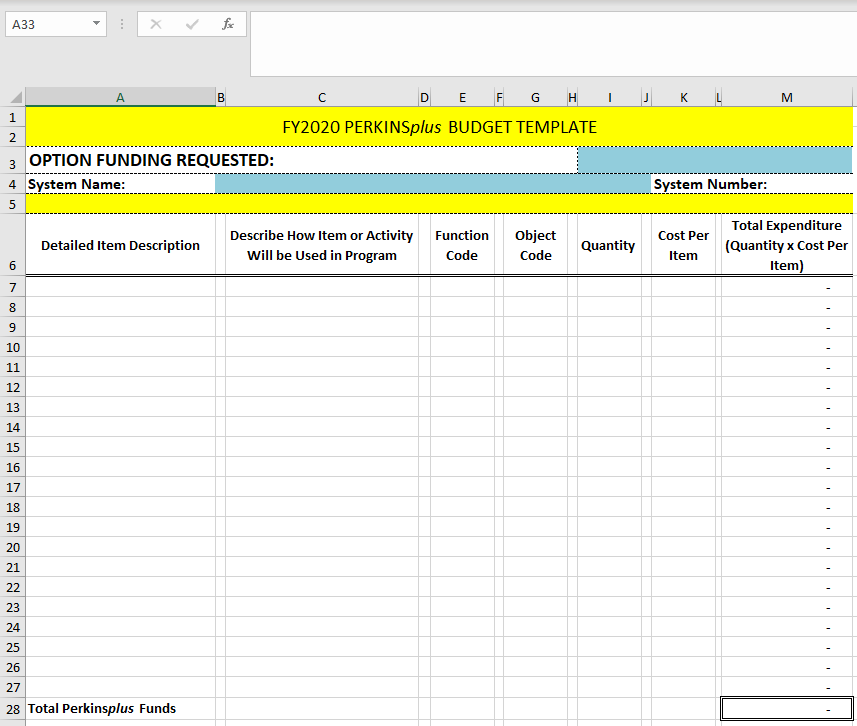 A33
fx
A B C D E F G H I J K L M
1
FY2020 PERKINSplus BUDGET TEMPLATE
2
3 OPTION FUNDING REQUESTED:
4 System Name: System Number:
5
Total Expenditure
Describe How Item or Activity Function Object Cost Per
Detailed Item Description Quantity (Quantity x Cost Per
Will be Used in Program Code Code Item
6 Item)
7 -
8 -
9 -
10 -
11 -
12 -
13 -
14 -
15 -
16 -
17 -
18 -
19 -
20 -
21 -
22 -
23 -
24 -
25 -
26 -
27 -
28 Total Perkinsplus Funds -